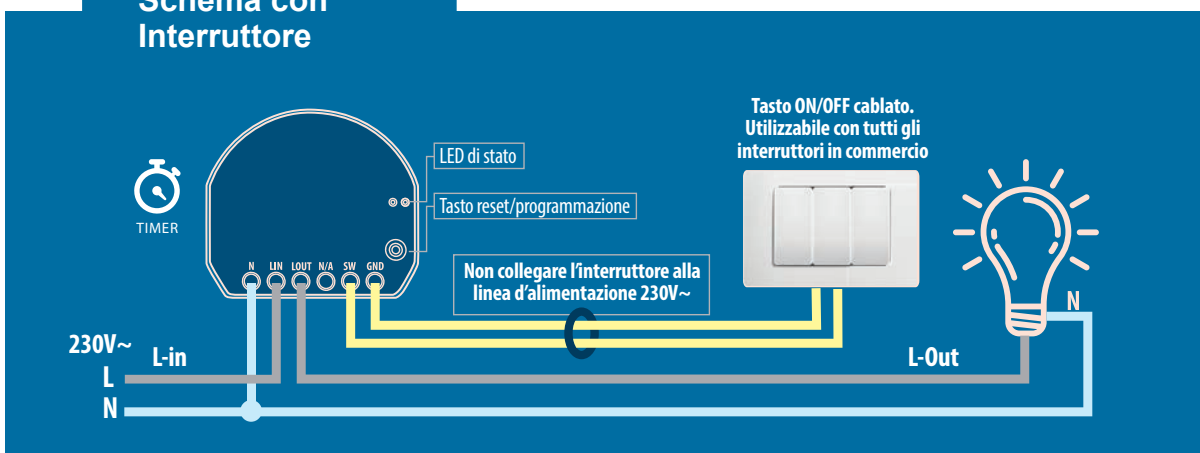 Schema con
Interruttore
Tasto ON/OFF cablato.
Utilizzabile con tutti gli
interruttori in commercio
LED di stato
Tasto reset/programmazione
TIMER
N LIN LOUT N/A SW GND
Non collegare l'interruttore alla
linea d'alimentazione 230V~
N
230V~
L-in
L-Out
L
N